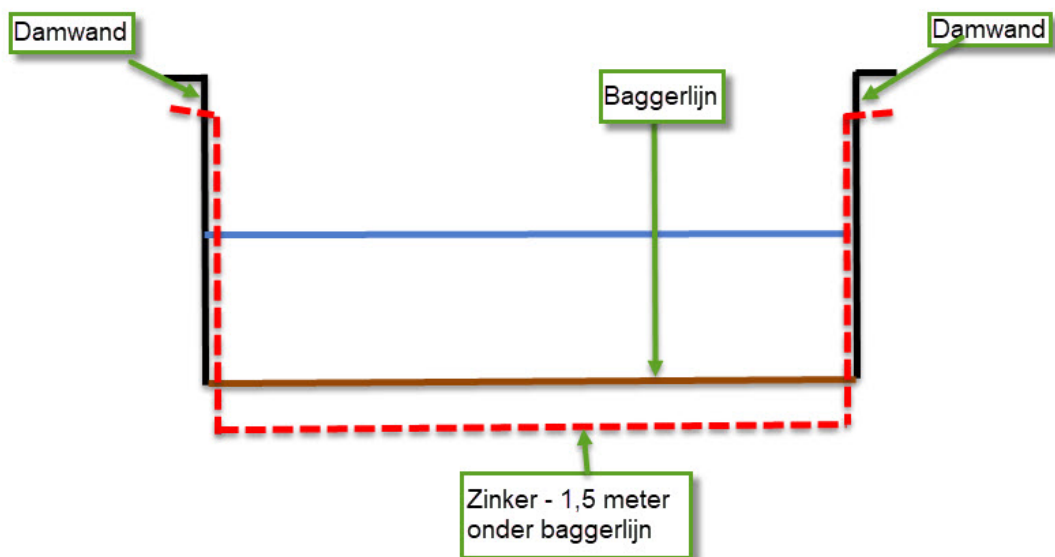 Damwand
Damwand
Baggerlijn
Zinker - 1,5 meter
onder baggerlijn